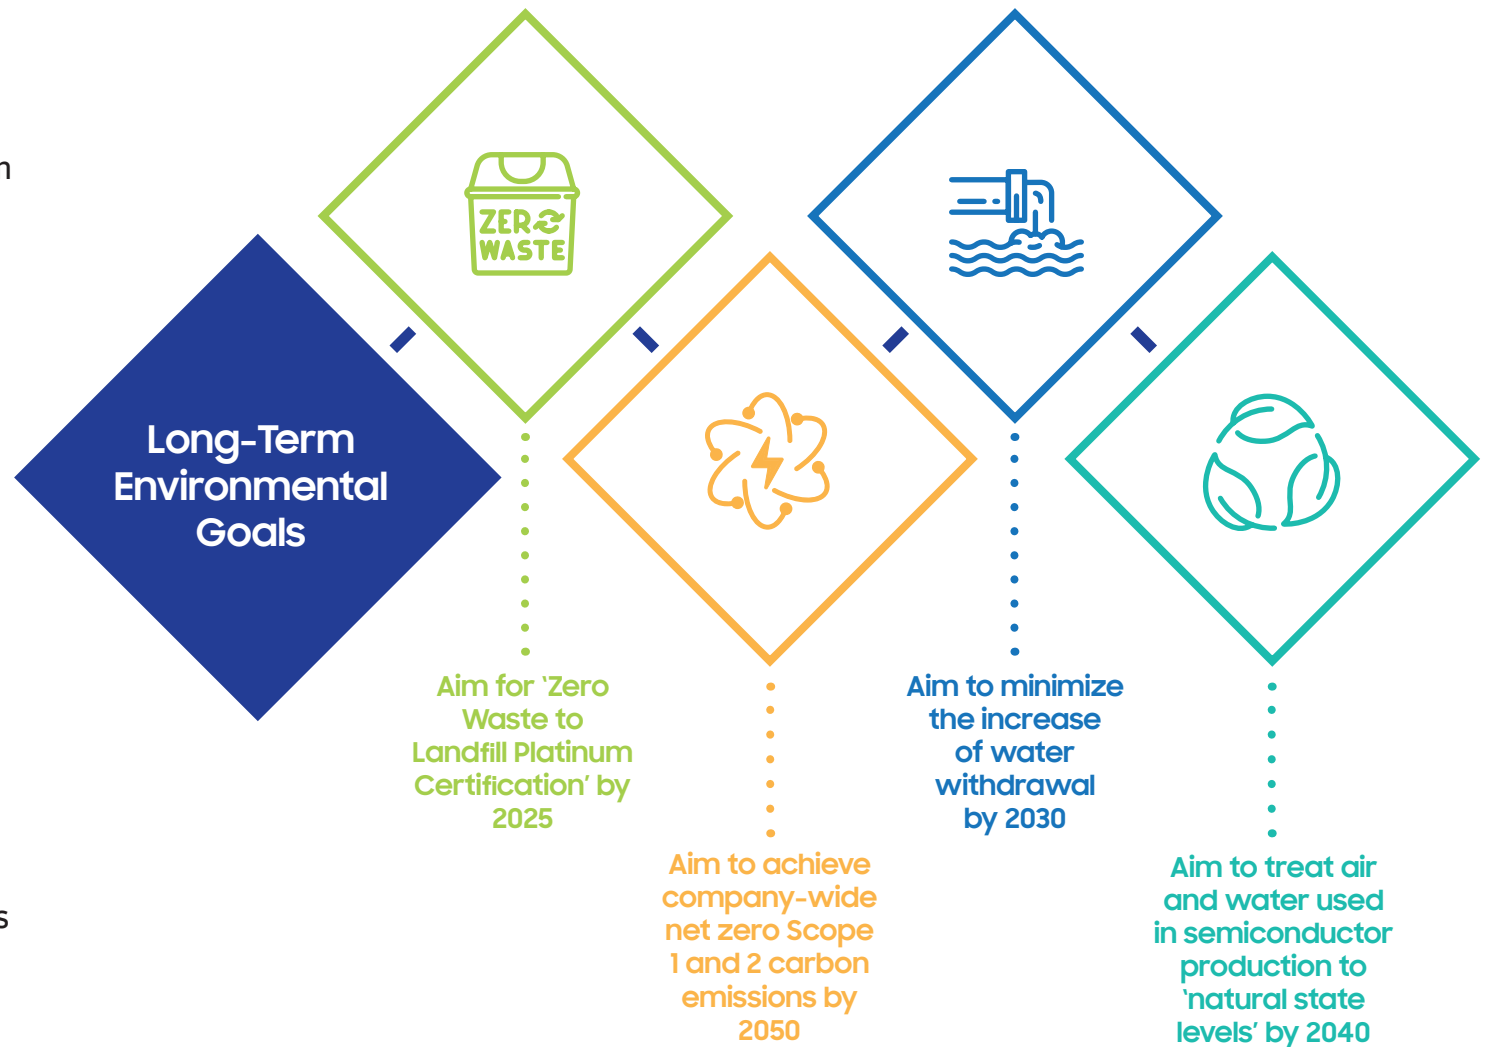 n
s
Long-Term
Environmental
Goals
ZERO
WASTE
Aim for ‘Zero
Waste to
Landfill Platinum
Certification’ by
2025
Aim to achieve
company-wide
net zero Scope
1 and 2 carbon
emissions by
2050
Aim to minimize
the increase
of water
withdrawal
by 2030
Aim to treat air
and water used
in semiconductor
production to
‘natural state
levels’ by 2040